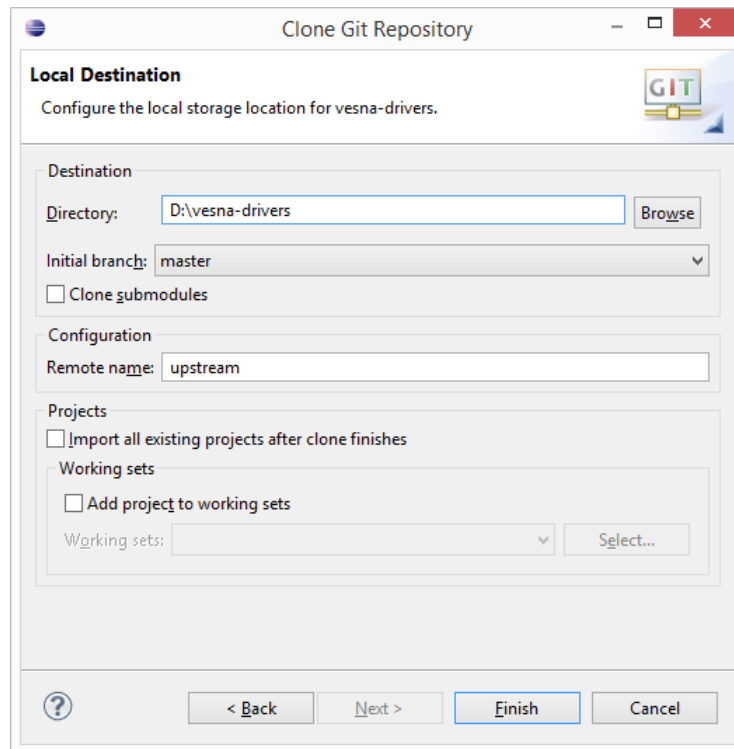 Clone Git Repository
Local Destination
Configure the local storage location for vesna-drivers.
GIT
Destination
Directory: D:\vesna-drivers Browse
Initial branch: master
Clone submodules
Configuration
Remote name: upstream
Projects
Import all existing projects after clone finishes
Working sets
Add project to working sets
Working sets: Select...
? < Back Next > Finish Cancel